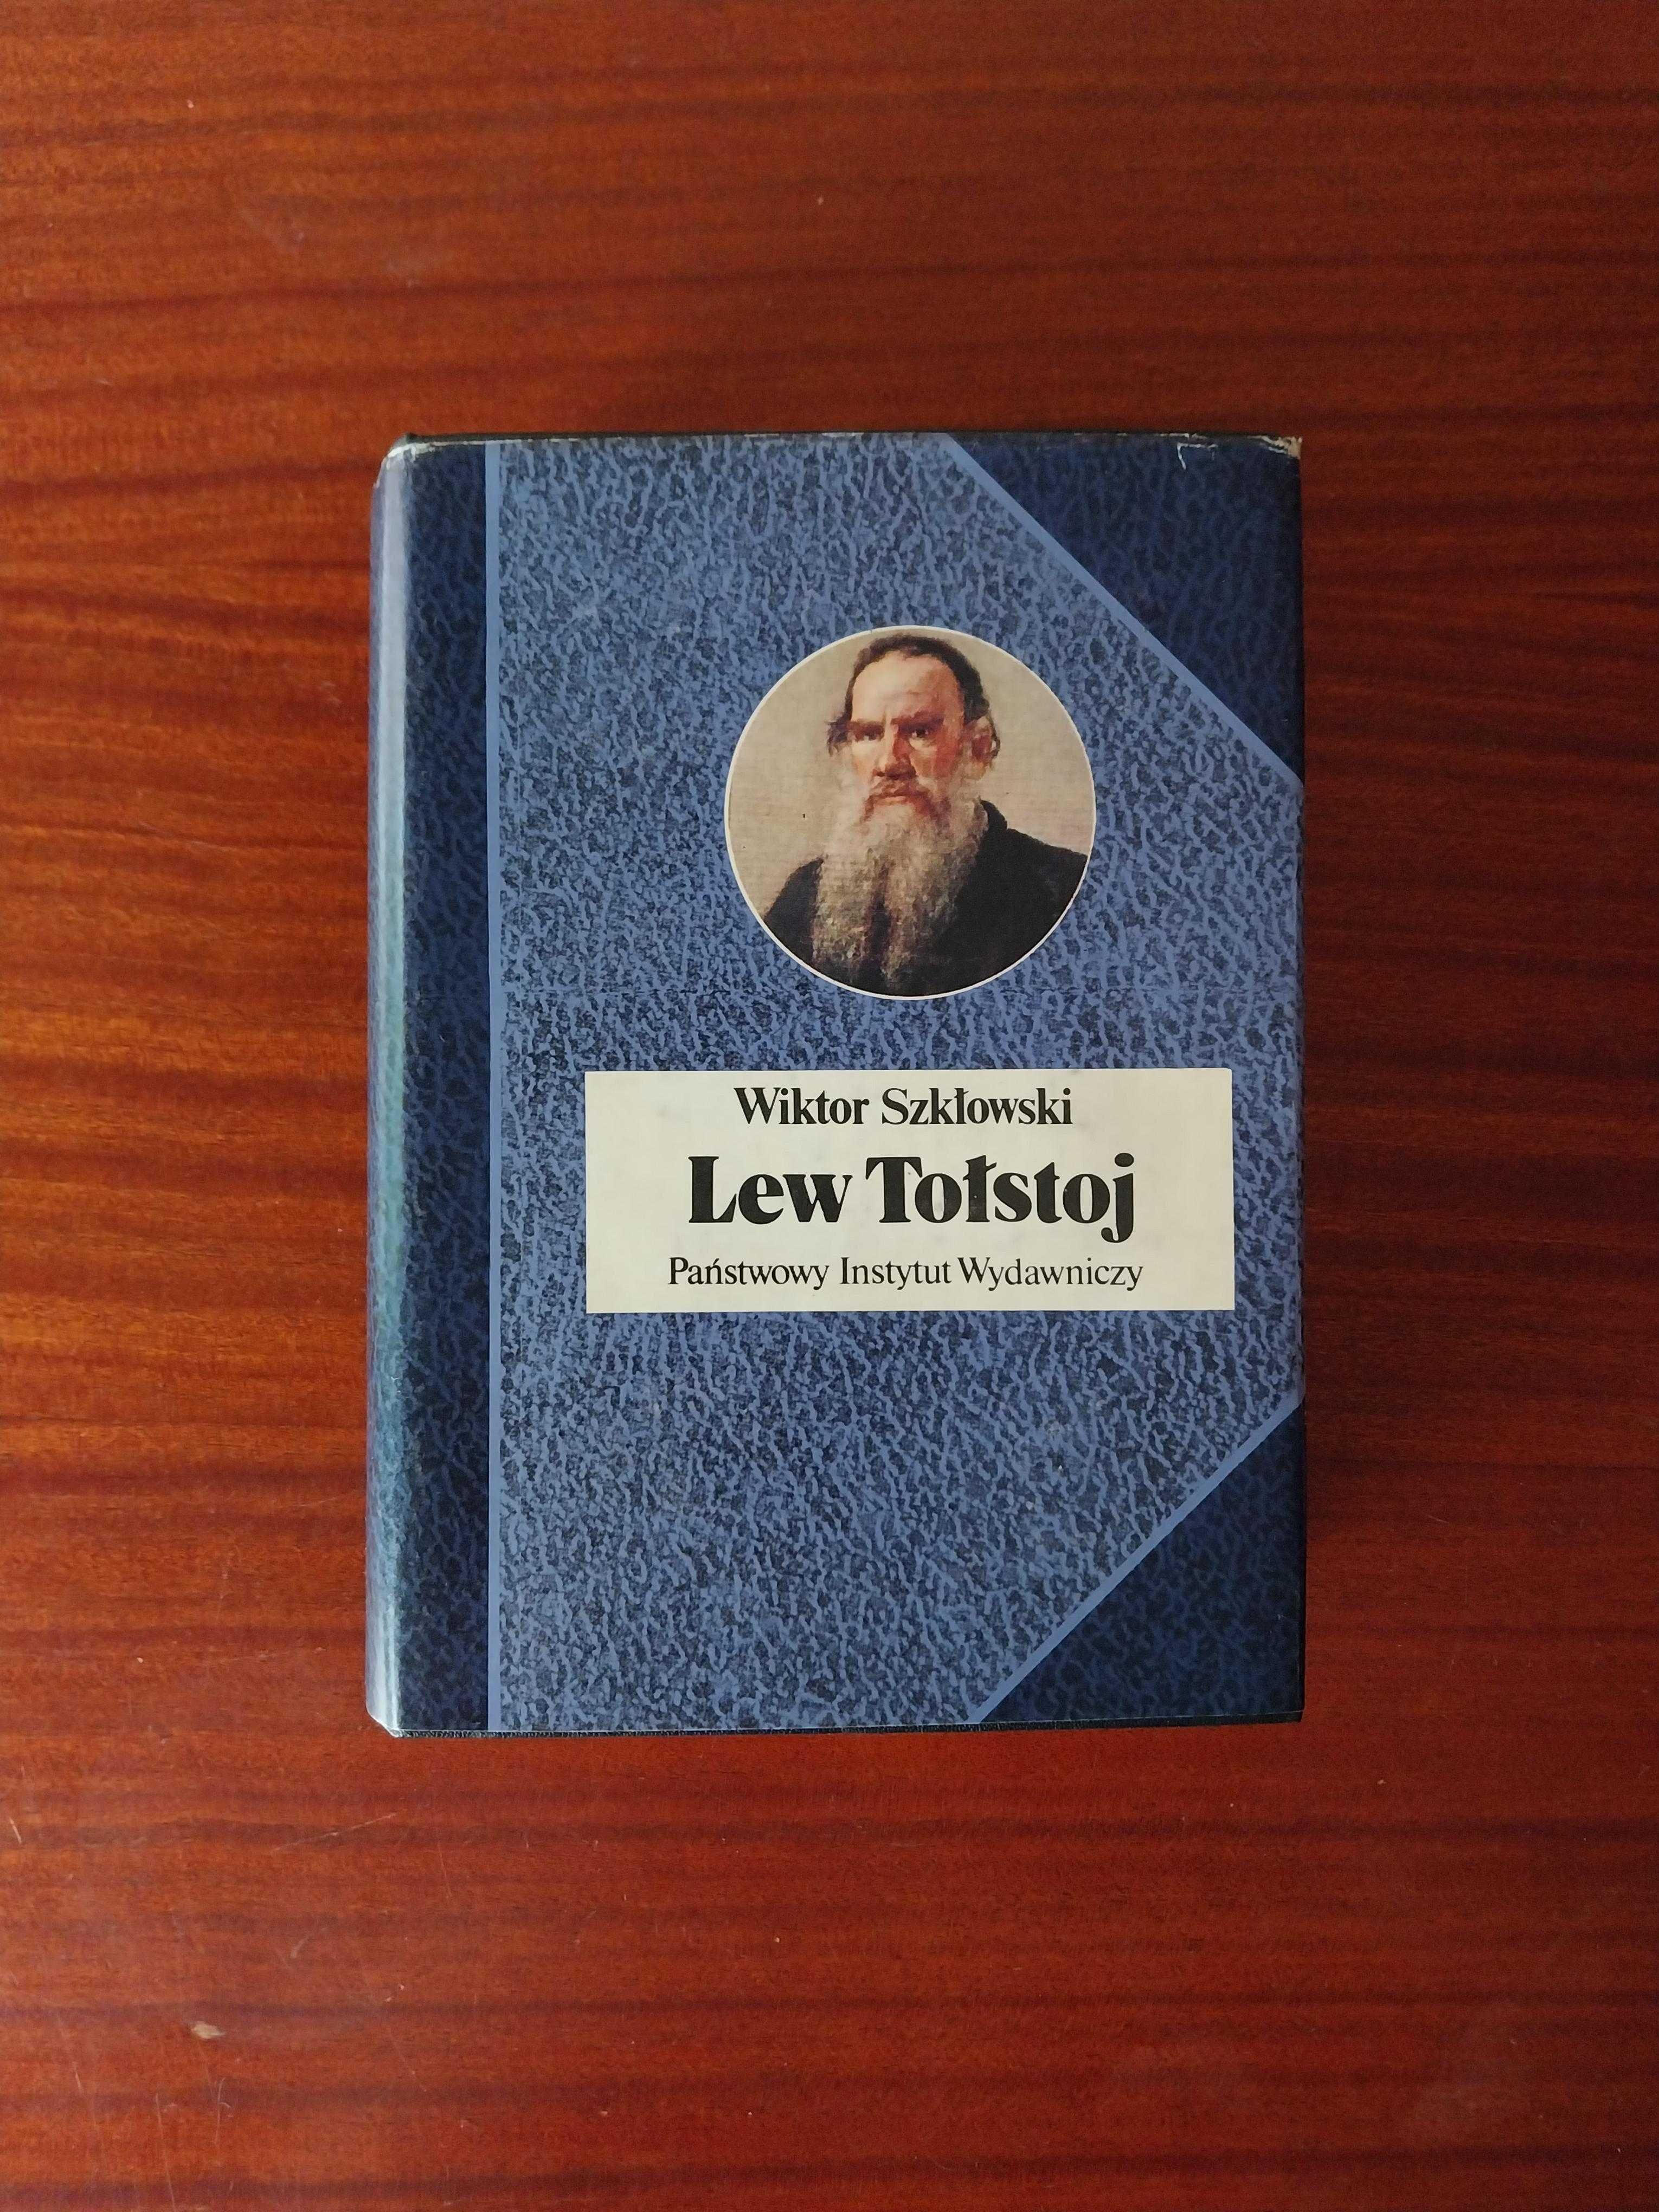 Wiktor Szkłowski
Lew Tołstoj
Państwowy Instytut Wydawniczy